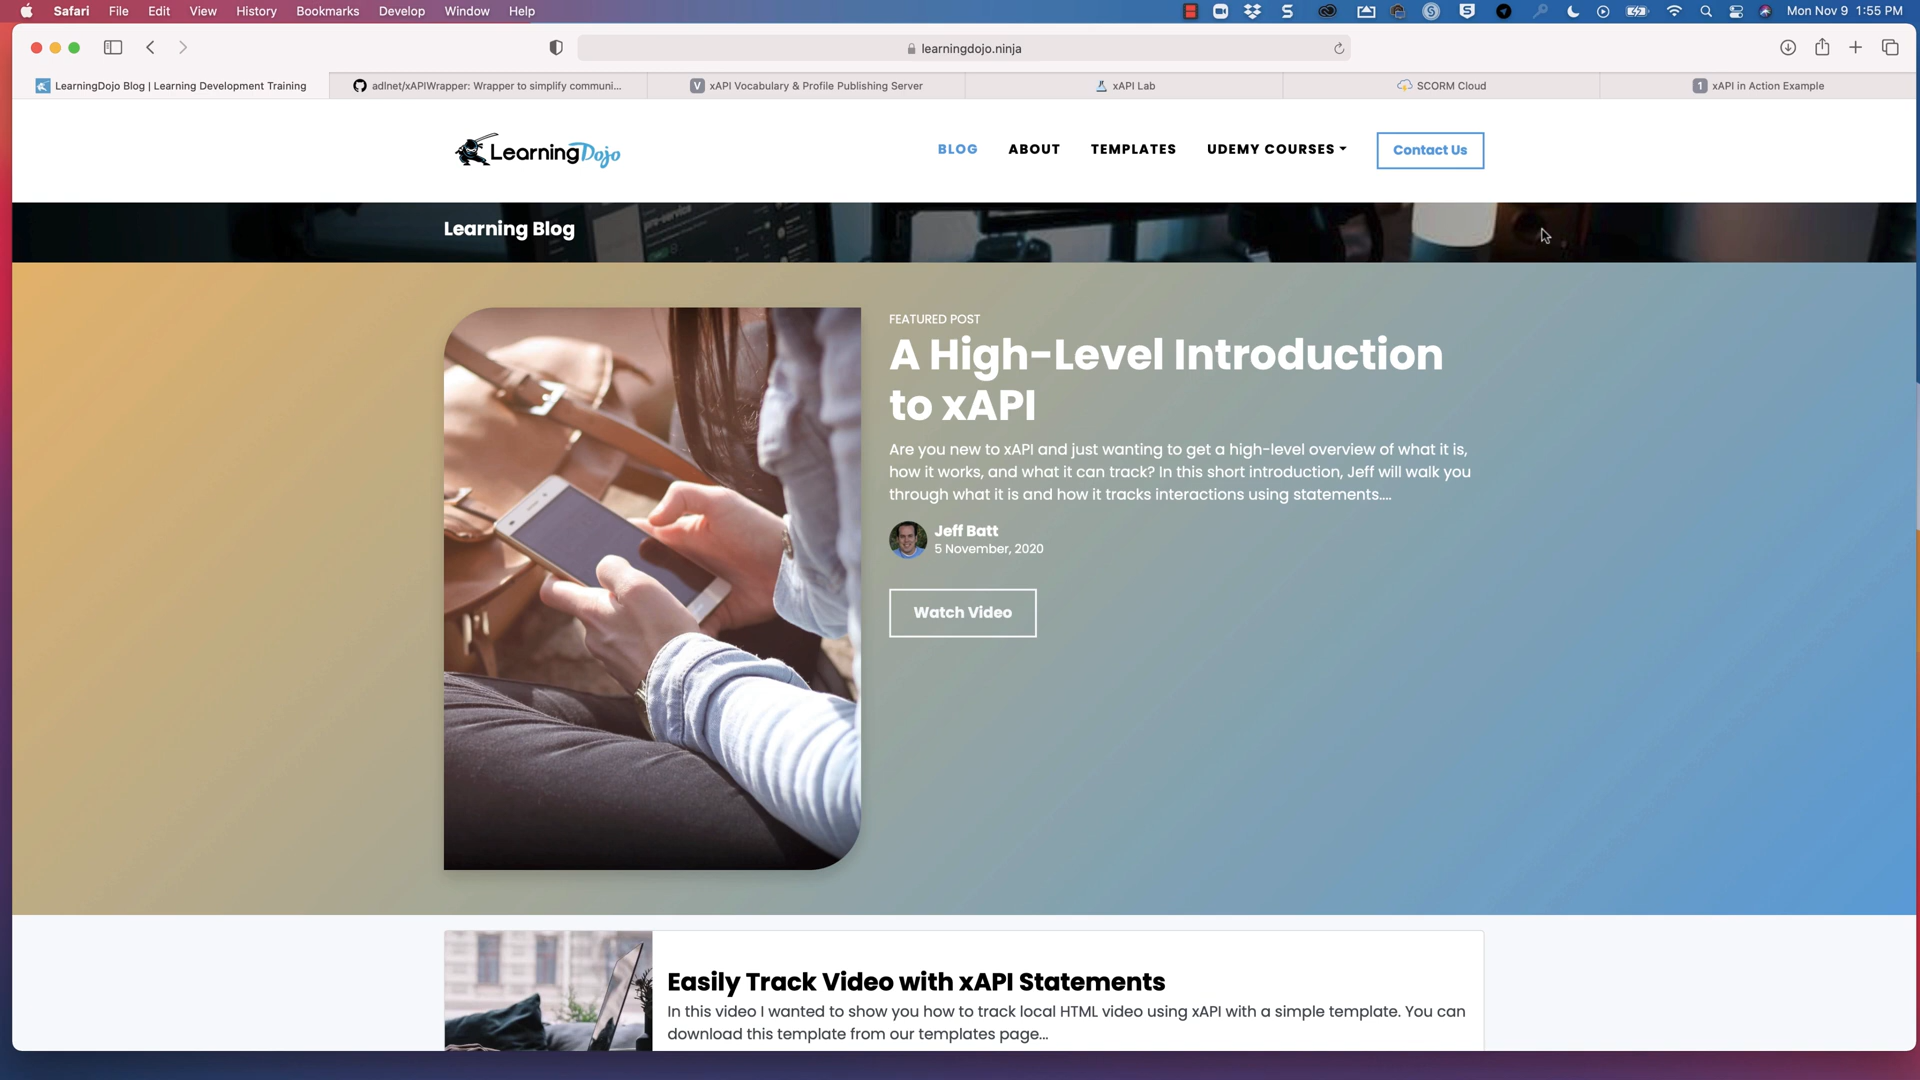 Safari File Edit View History Bookmarks Develop Window Help Mon Nov 9 1:55 PM
learningdojo.ninja
LearningDojo Blog | Learning Development Training
adlnet/xAPIWrapper: Wrapper to simplify communi...
V xAPI Vocabulary & Profile Publishing Server
xAPI Lab
SCORM Cloud
1 xAPI in Action Example
LearningDojo
BLOG ABOUT TEMPLATES UDEMY COURSES Contact Us
Learning Blog
FEATURED POST
A High-Level Introduction
to xAPI
Are you new to xAPI and just wanting to get a high-level overview of what it is,
how it works, and what it can track? In this short introduction, Jeff will walk you
through what it is and how it tracks interactions using statements....
Jeff Batt
5 November, 2020
Watch Video
Easily Track Video with xAPI Statements
In this video I wanted to show you how to track local HTML video using xAPI with a simple template. You can
download this template from our templates page...